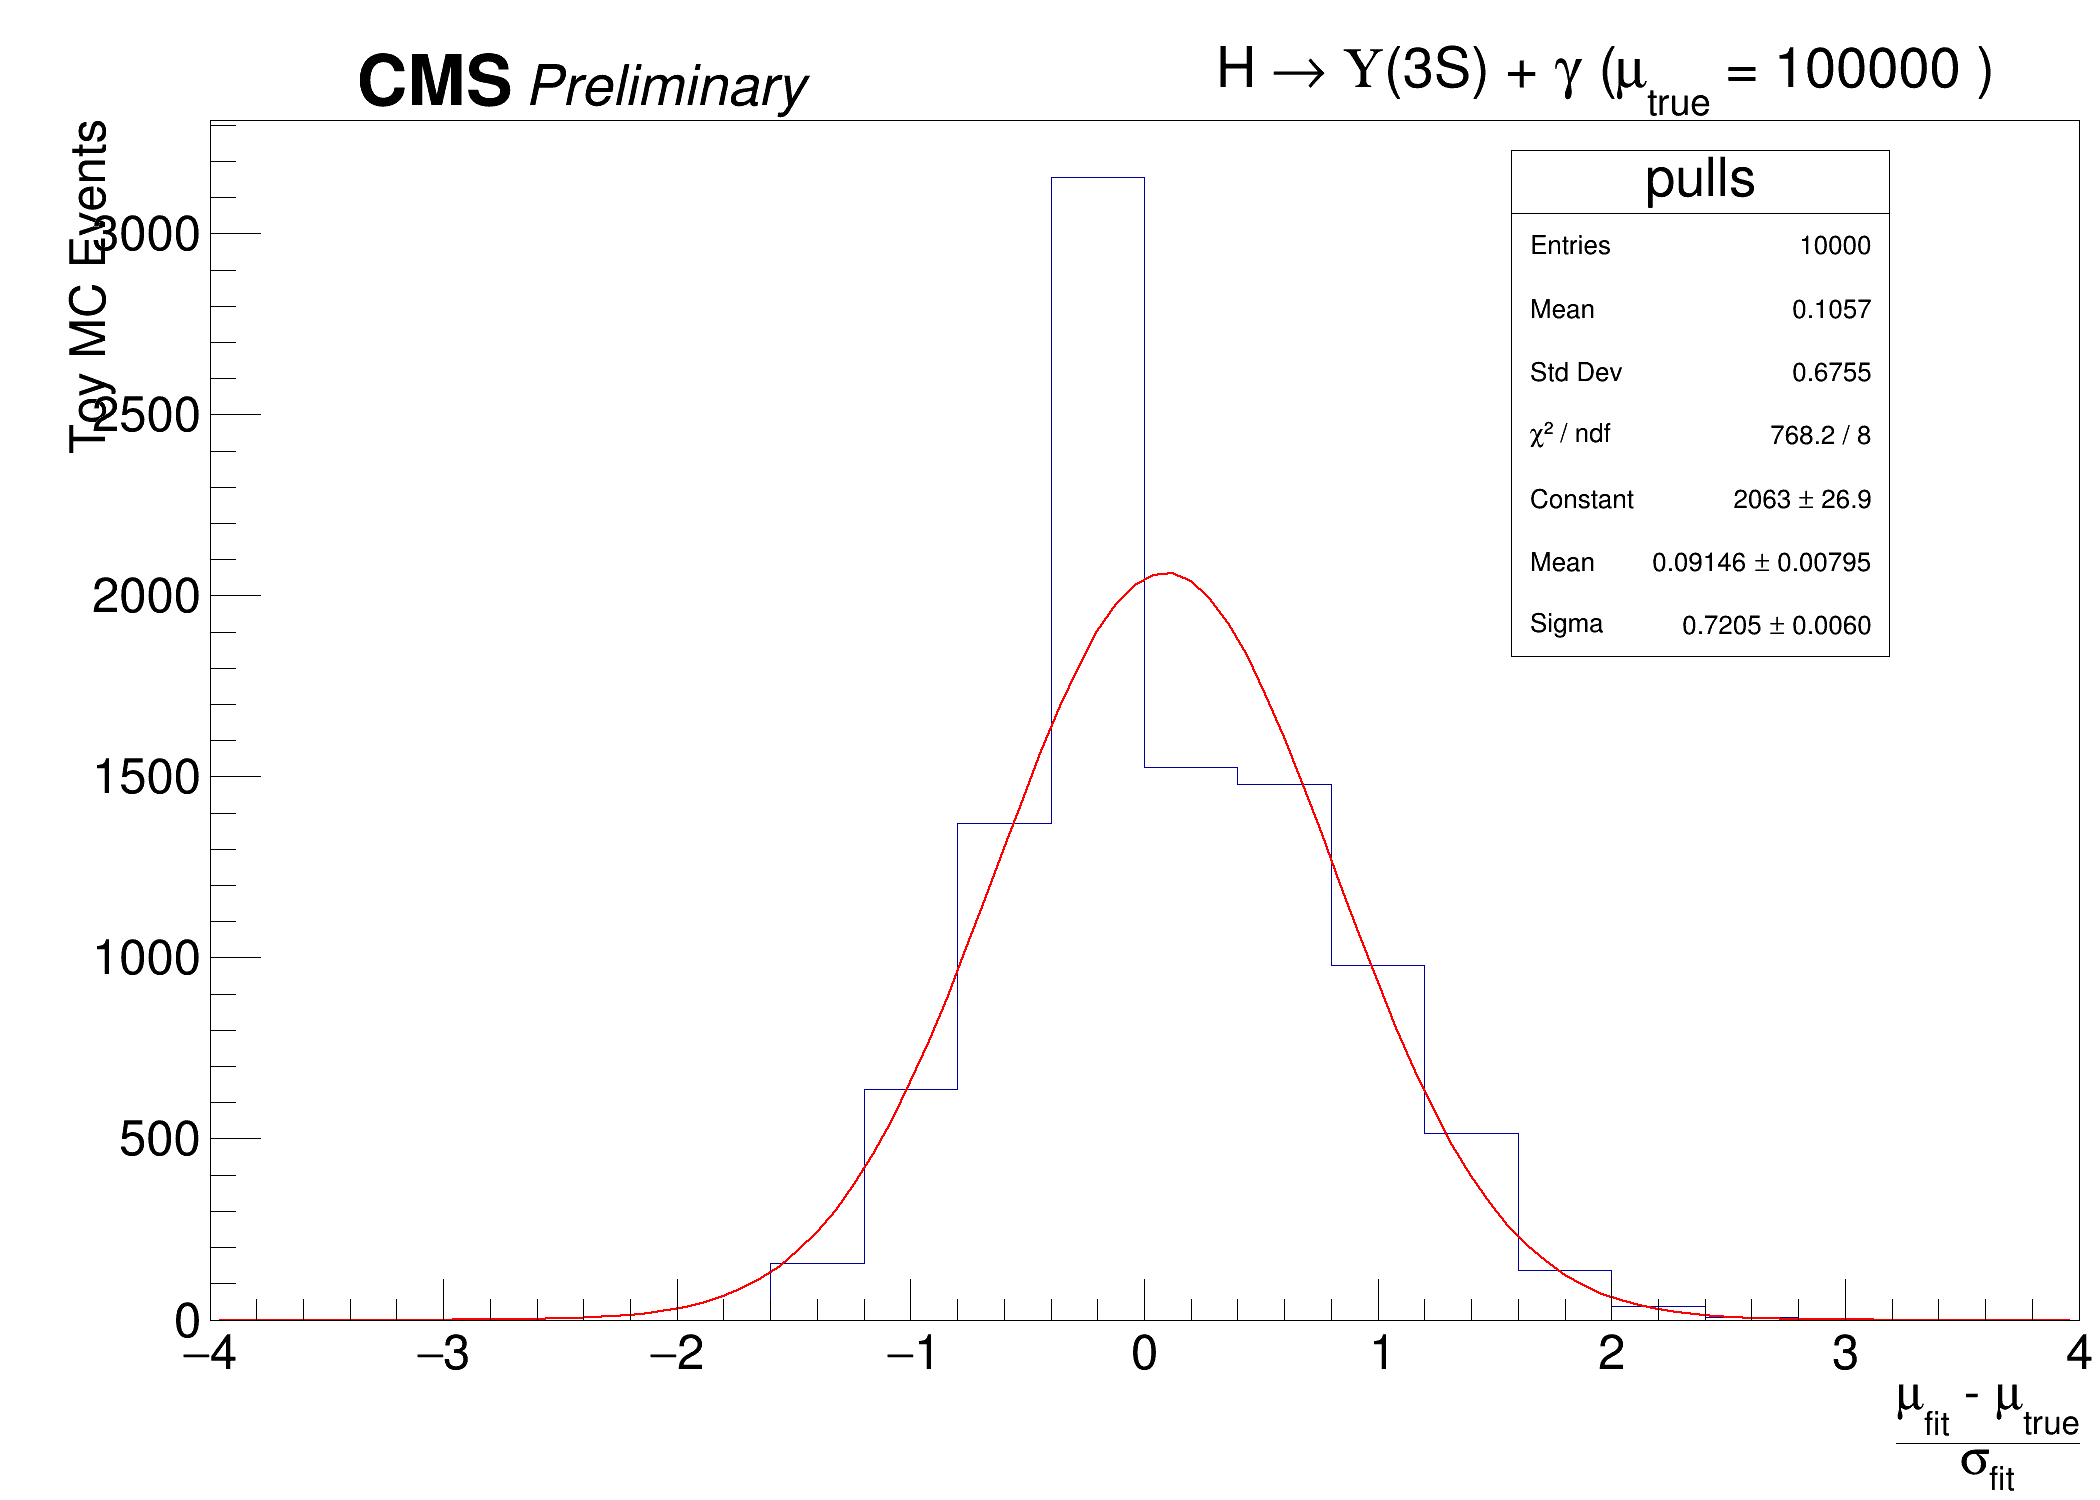 CMS Preliminary
H → Υ(3S) + γ (μtrue = 100000 )
Toy MC Events
pulls
Entries 10000
Mean 0.1057
Std Dev 0.6755
χ² / ndf 768.2 / 8
Constant 2063 ± 26.9
Mean 0.09146 ± 0.00795
Sigma 0.7205 ± 0.0060
3000
2500
2000
1500
1000
500
0
−4 −3 −2 −1 0 1 2 3 4
μfit - μtrue
σfit